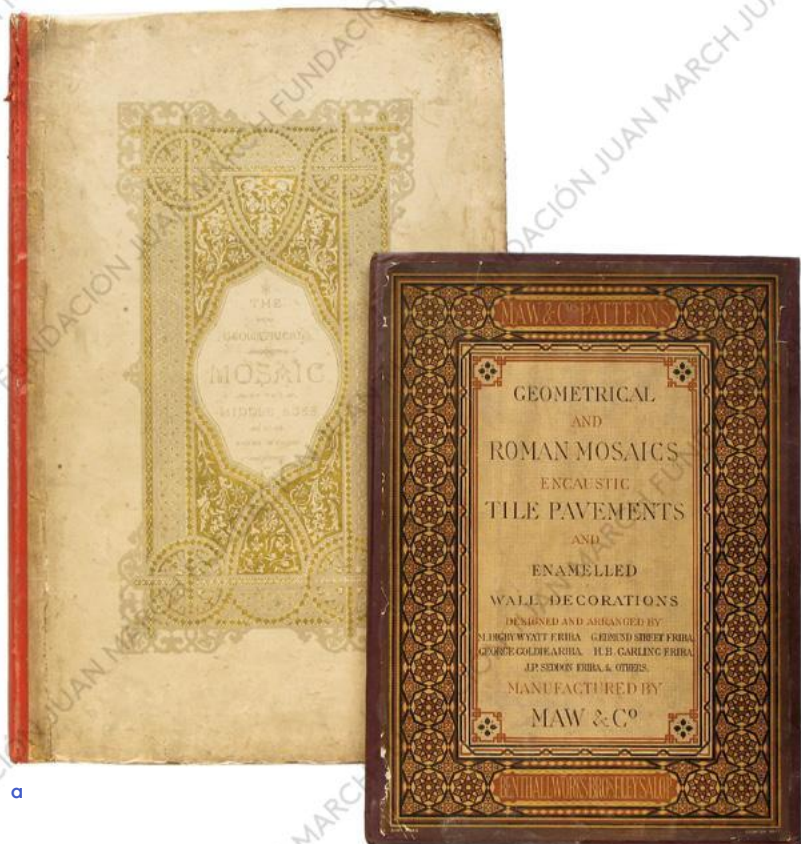 THE
GEOMETRICAL
MOSAIC
OF THE
MIDDLE AGES
MAW & Co PATTERNS
GEOMETRICAL
AND
ROMAN MOSAICS
ENCAUSTIC
TILE PAVEMENTS
AND
ENAMELLED
WALL DECORATIONS
DESIGNED AND ARRANGED BY
M. DIGBY WYATT F.R.I.B.A. G. EDMUND STREET F.R.I.B.A.
GEORGE GOLDIE A.R.I.B.A. H. B. GARLING F.R.I.B.A.
J.P. SEDDON F.R.I.B.A. & OTHERS.
MANUFACTURED BY
MAW & Co
BENTHALL WORKS BROSELEY SALOP
a
FUNDACIÓN JUAN MARCH